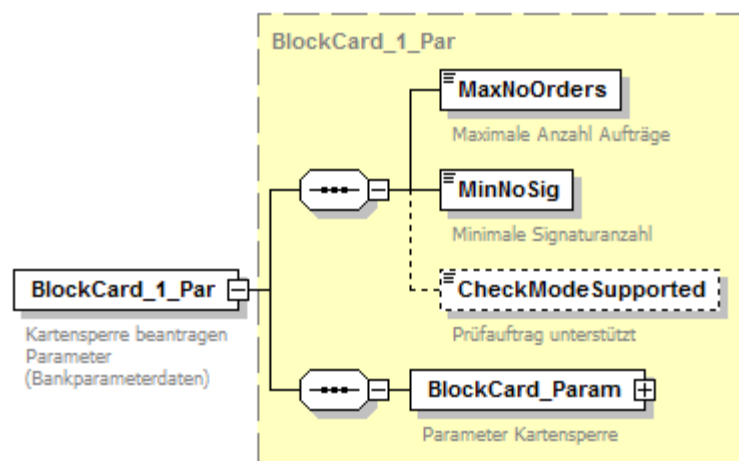 BlockCard_1_Par
MaxNoOrders
Maximale Anzahl Aufträge
MinNoSig
Minimale Signaturanzahl
BlockCard_1_Par
CheckModeSupported
Kartensperre beantragen
Parameter
(Bankparameterdaten)
Prüfauftrag unterstützt
BlockCard_Param
Parameter Kartensperre